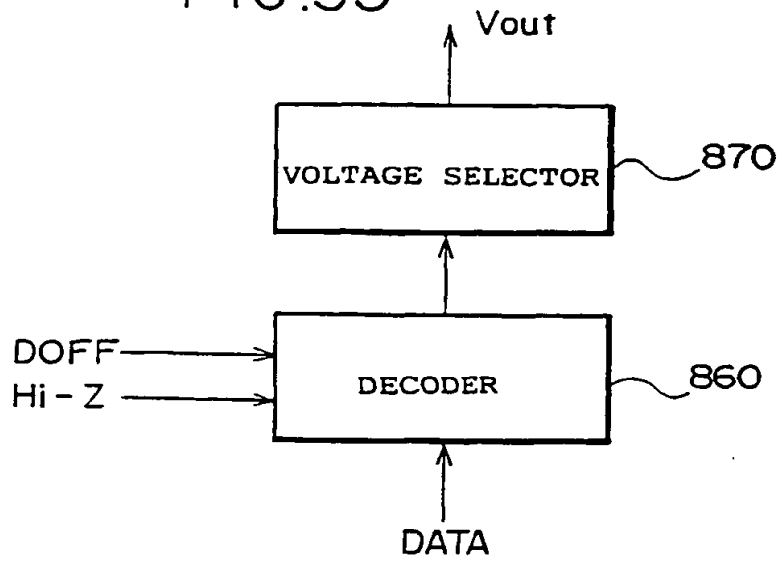 Vout
VOLTAGE SELECTOR
870
DOFF
Hi-Z
DECODER
860
DATA